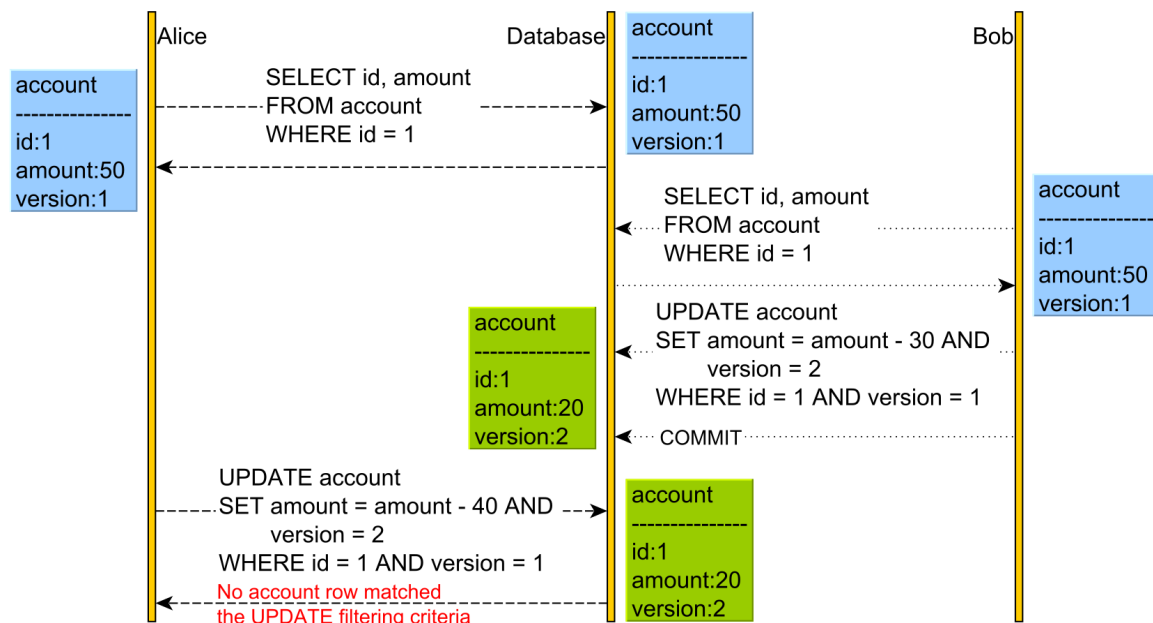 Alice
Database
Bob
account
---------------
id:1
amount:50
version:1
SELECT id, amount
FROM account
WHERE id = 1
account
---------------
id:1
amount:50
version:1
SELECT id, amount
FROM account
WHERE id = 1
account
---------------
id:1
amount:50
version:1
UPDATE account
SET amount = amount - 30 AND
version = 2
WHERE id = 1 AND version = 1
account
---------------
id:1
amount:20
version:2
COMMIT
UPDATE account
SET amount = amount - 40 AND
version = 2
WHERE id = 1 AND version = 1
account
---------------
id:1
amount:20
version:2
No account row matched
the UPDATE filtering criteria